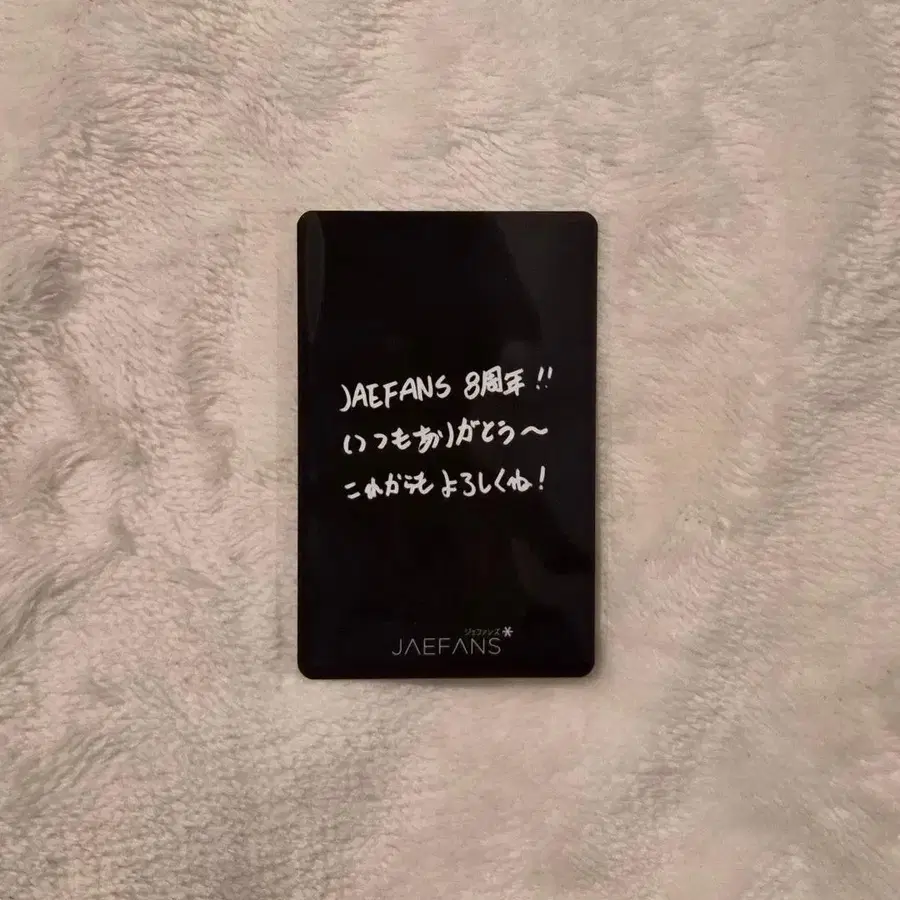 JAEFANS 8周年!!
いつもありがとう〜
これからも よろしくね!
ジェファンズ*
JAEFANS